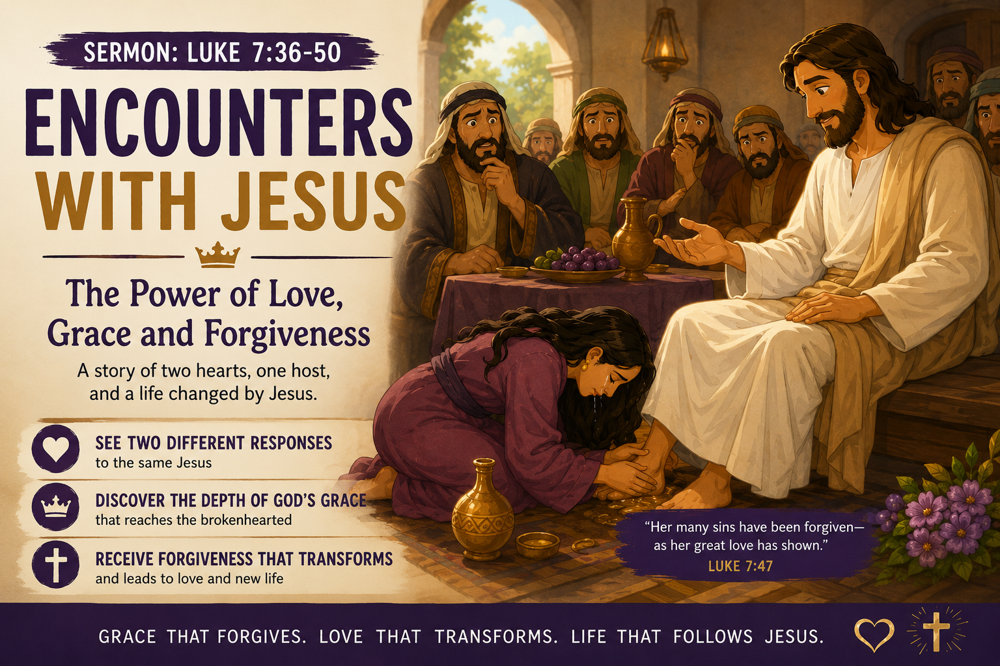 SERMON: LUKE 7:36-50
ENCOUNTERS
WITH JESUS
The Power of Love,
Grace and Forgiveness
A story of two hearts, one host,
and a life changed by Jesus.
SEE TWO DIFFERENT RESPONSES
to the same Jesus
DISCOVER THE DEPTH OF GOD'S GRACE
that reaches the brokenhearted
RECEIVE FORGIVENESS THAT TRANSFORMS
and leads to love and new life
“Her many sins have been forgiven—
as her great love has shown.”
LUKE 7:47
GRACE THAT FORGIVES. LOVE THAT TRANSFORMS. LIFE THAT FOLLOWS JESUS.